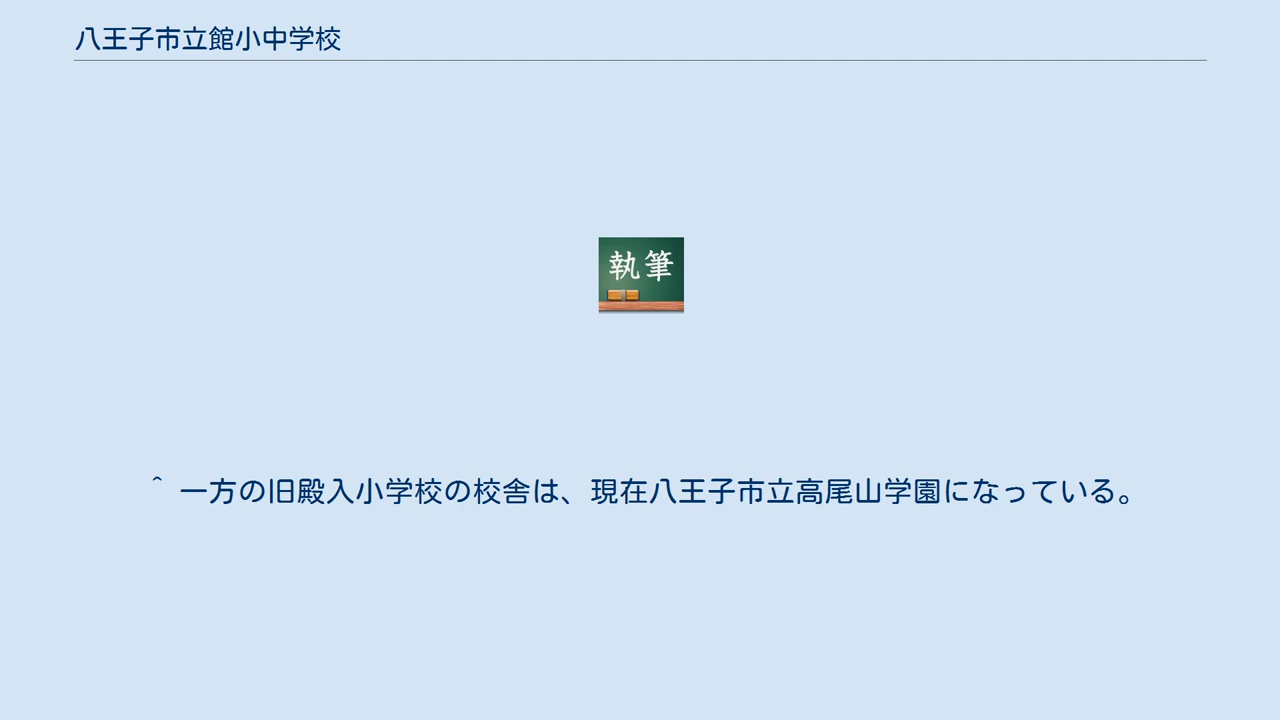 八王子市立館小中学校
執筆
^ 一方の旧殿入小学校の校舎は、現在八王子市立高尾山学園になっている。